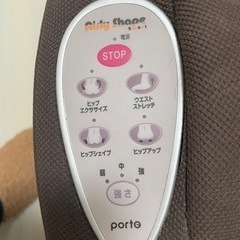 Airly Shape
電源
STOP
ヒップ
エクササイズ
ウエスト
ストレッチ
ヒップシェイプ
ヒップアップ
弱 中 強
強さ
porto